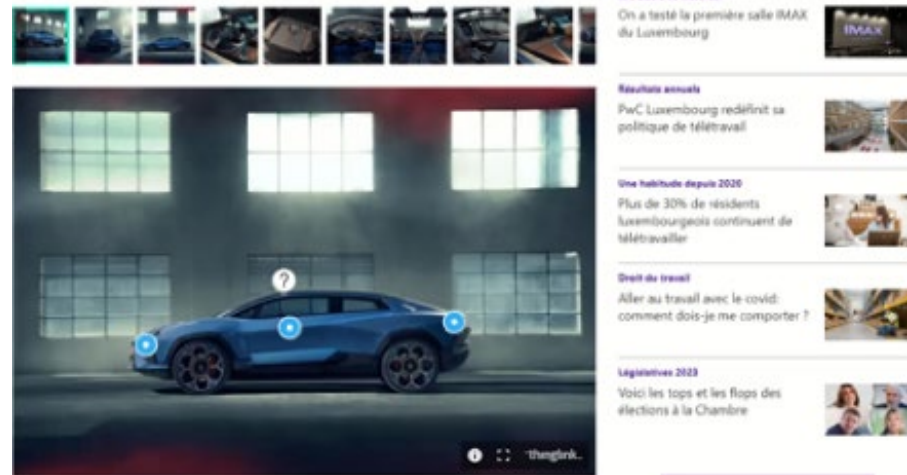 On a testé la première salle IMAX
du Luxembourg
IMAX
Résultats annuels
PwC Luxembourg redéfinit sa
politique de télétravail
Une habitude depuis 2020
Plus de 30% de résidents
luxembourgeois continuent de
télétravailler
Droit du travail
Aller au travail avec le covid:
comment dois-je me comporter ?
Législatives 2023
Voici les tops et les flops des
élections à la Chambre
?
thinglink..